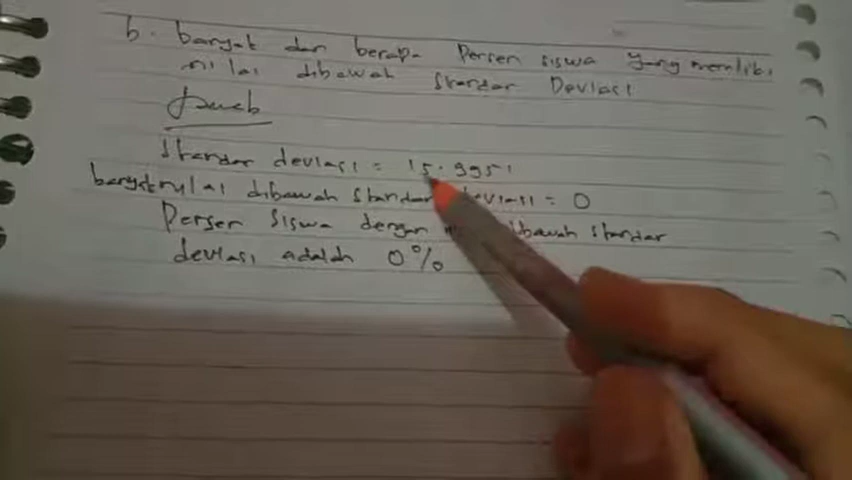 b. banyak dan berapa Persen siswa yang memiliki
nilai dibawah Standar Deviasi
Jawab
Standar deviasi = 15.9951
banyak nilai dibawah standar deviasi = 0
Persen siswa dengan dibawah standar
deviasi adalah 0%